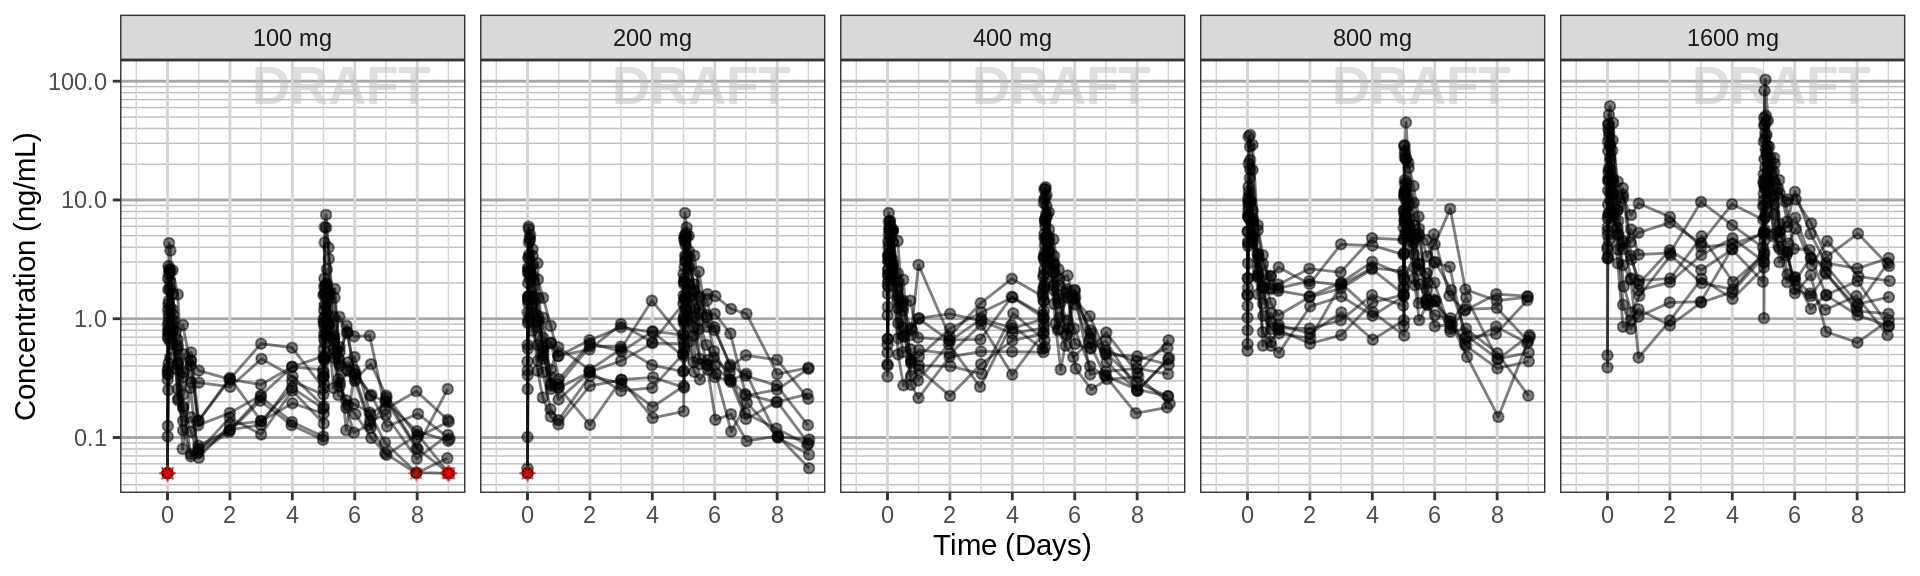 100 mg 200 mg 400 mg 800 mg 1600 mg
DRAFT DRAFT DRAFT DRAFT DRAFT
100.0
10.0
1.0
0.1
Concentration (ng/mL)
0 2 4 6 8 0 2 4 6 8 0 2 4 6 8 0 2 4 6 8 0 2 4 6 8
Time (Days)